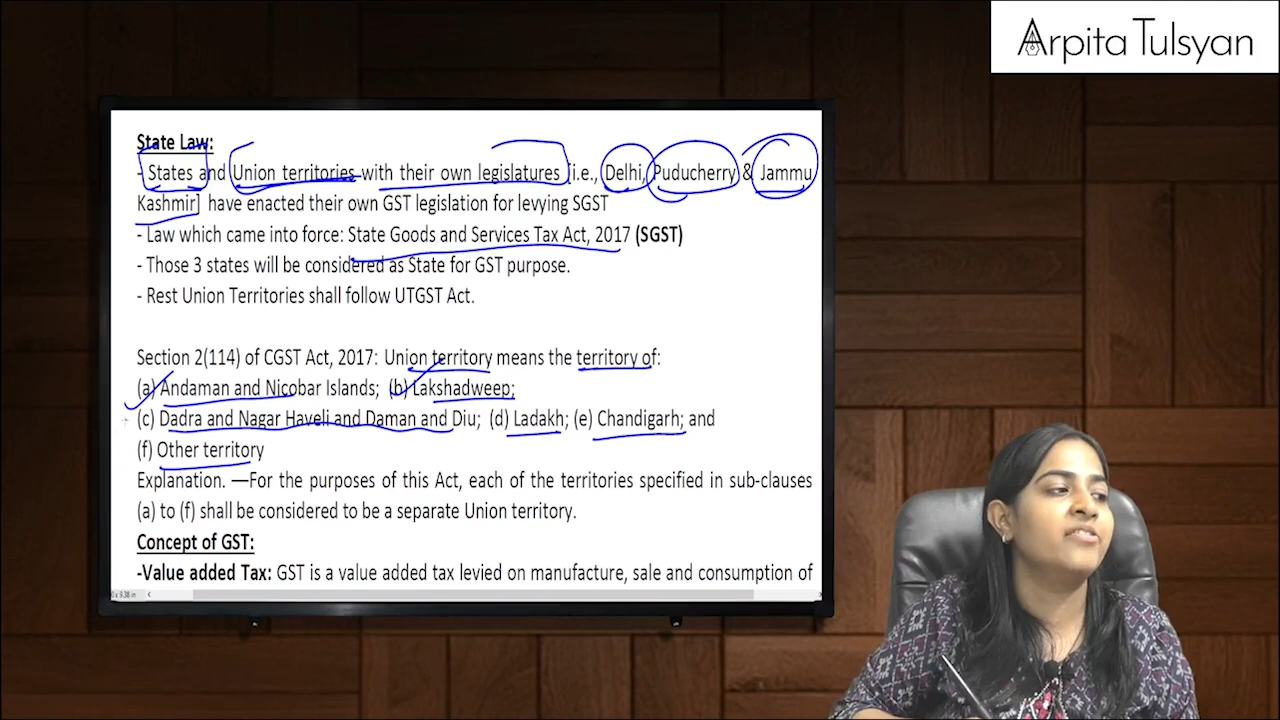 Arpita Tulsyan
State Law:
- States and Union territories with their own legislatures [i.e., Delhi, Puducherry & Jammu
Kashmir] have enacted their own GST legislation for levying SGST
- Law which came into force: State Goods and Services Tax Act, 2017 (SGST)
- Those 3 states will be considered as State for GST purpose.
- Rest Union Territories shall follow UTGST Act.
Section 2(114) of CGST Act, 2017: Union territory means the territory of:
(a) Andaman and Nicobar Islands; (b) Lakshadweep;
(c) Dadra and Nagar Haveli and Daman and Diu; (d) Ladakh; (e) Chandigarh; and
(f) Other territory
Explanation. —For the purposes of this Act, each of the territories specified in sub-clauses
(a) to (f) shall be considered to be a separate Union territory.
Concept of GST:
-Value added Tax: GST is a value added tax levied on manufacture, sale and consumption of